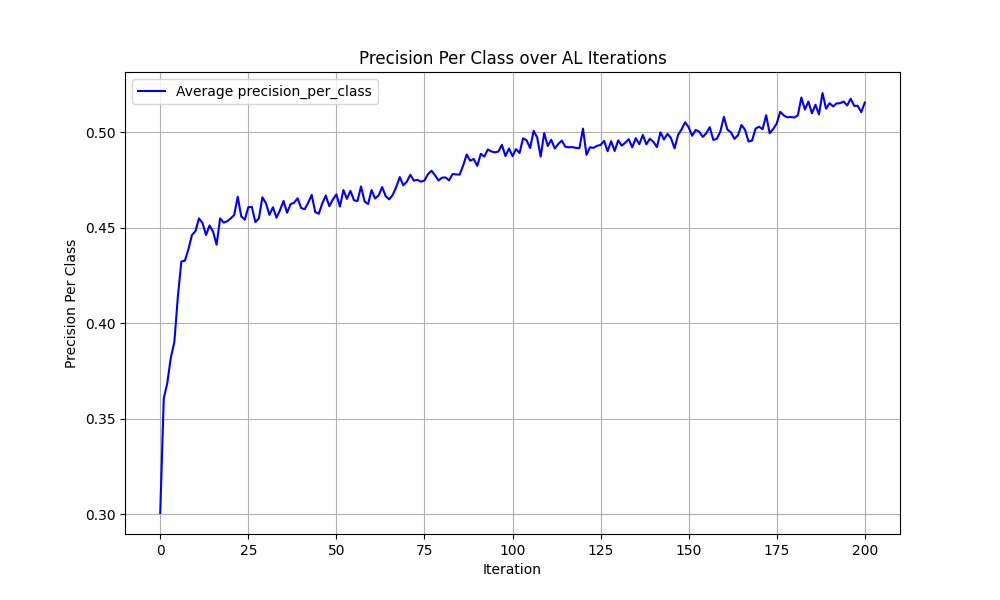 Precision Per Class over AL Iterations
Average precision_per_class
Precision Per Class
0.50
0.45
0.40
0.35
0.30
0 25 50 75 100 125 150 175 200
Iteration